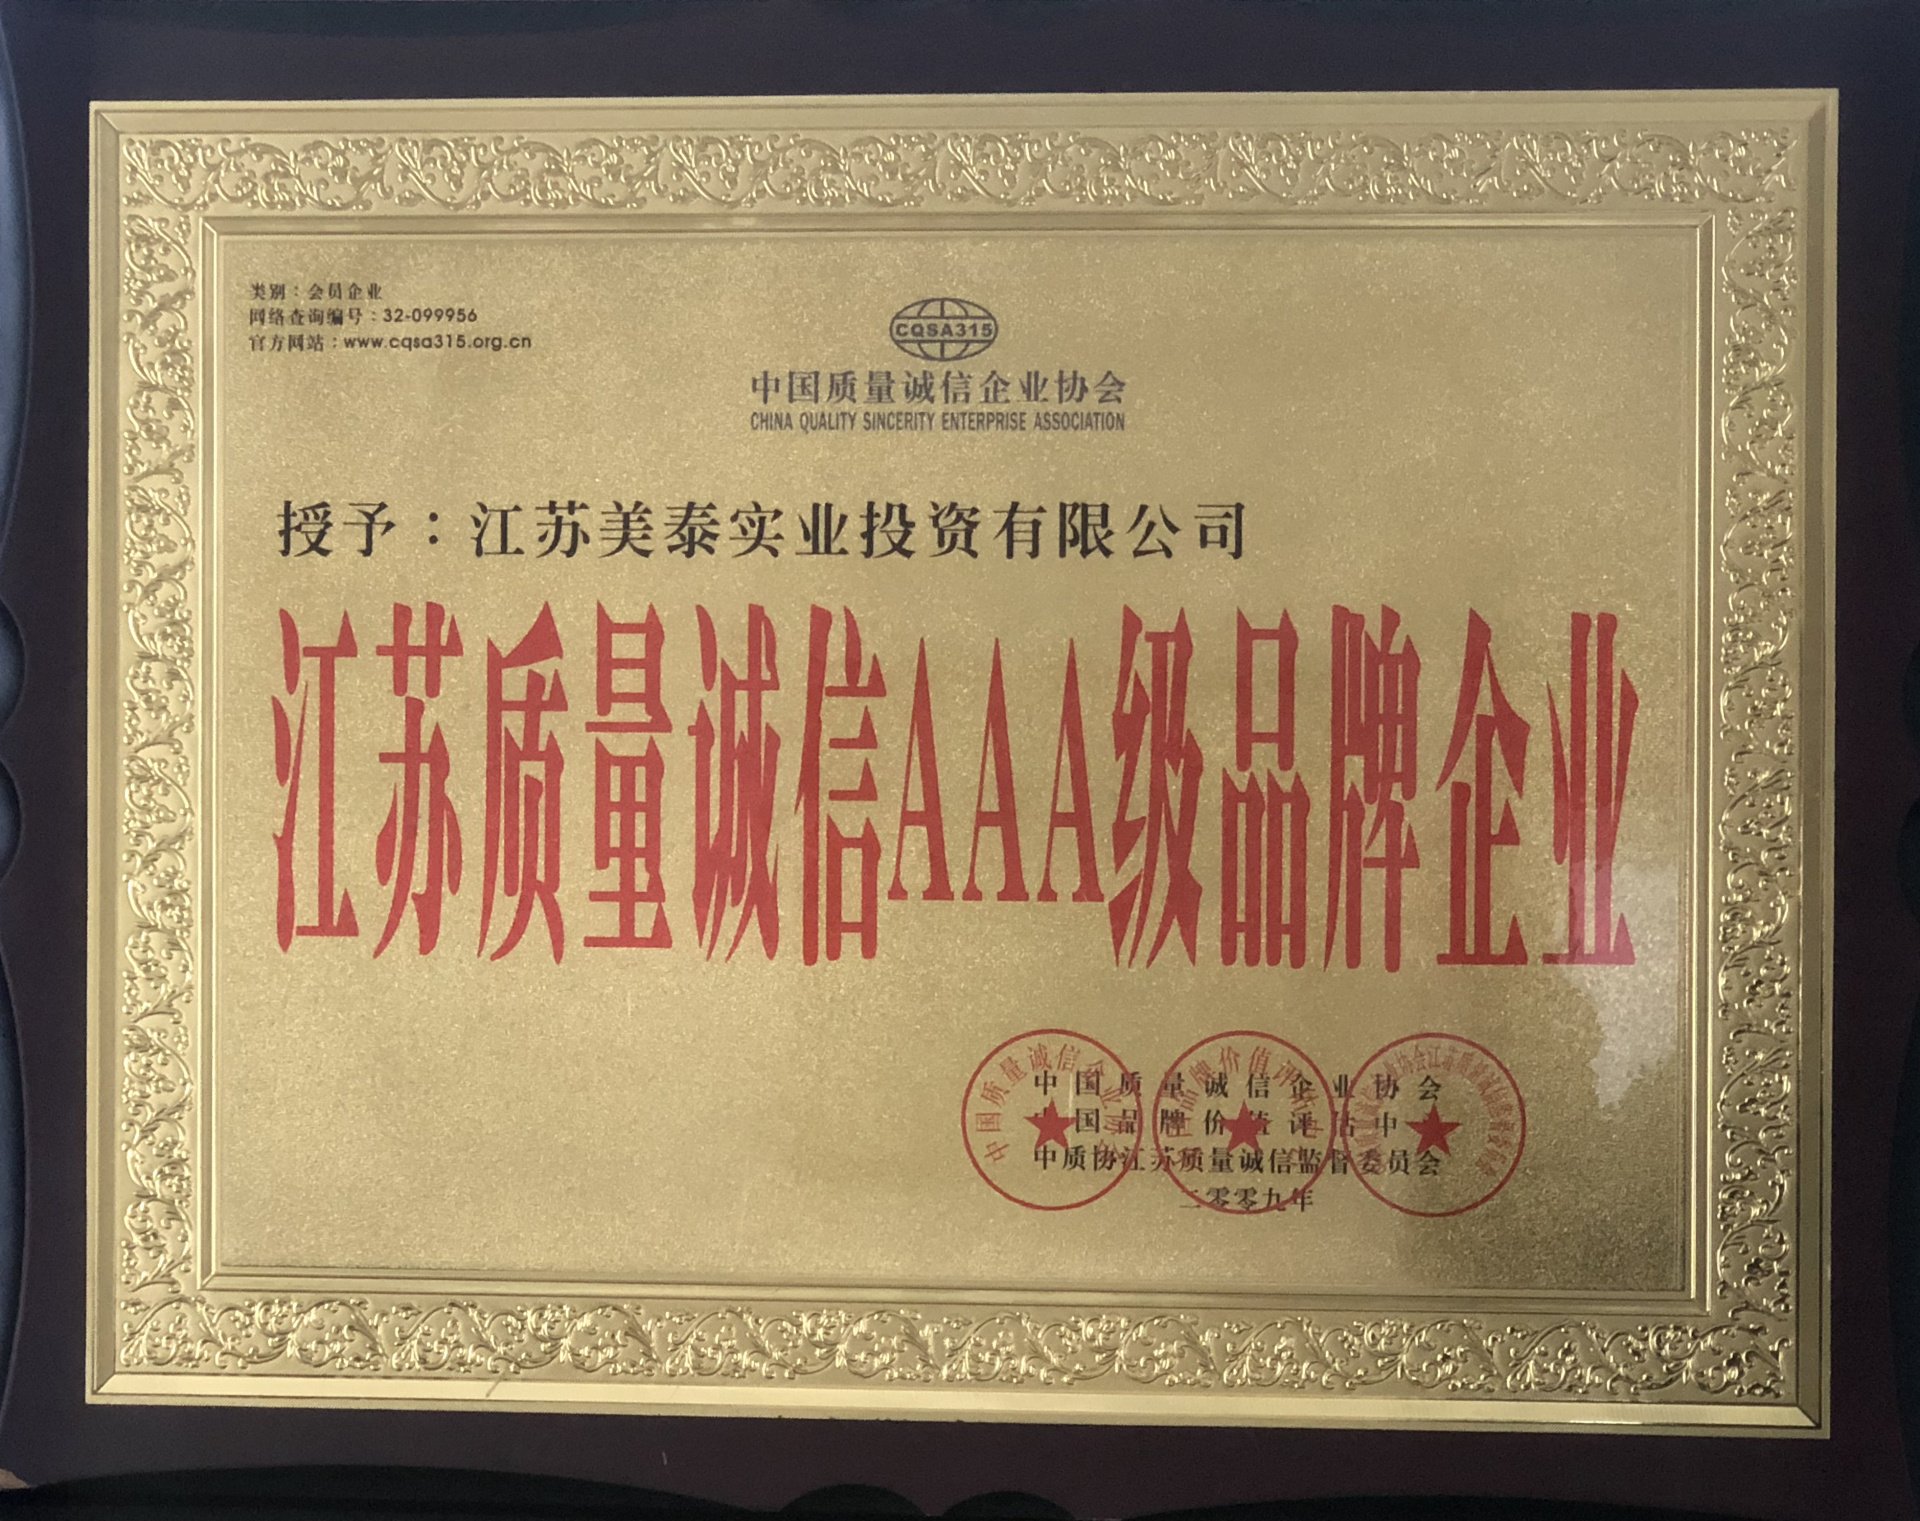 类别：会员企业
网络查询编号：32-099956
官方网站：www.cqsa315.org.cn
CQSA315
中国质量诚信企业协会
CHINA QUALITY SINCERITY ENTERPRISE ASSOCIATION
授予：江苏美泰实业投资有限公司
江苏质量诚信AAA级品牌企业
中国质量诚信企业协会
中国品牌价值评估中
中质协江苏质量诚信监督委员会
二零零九年